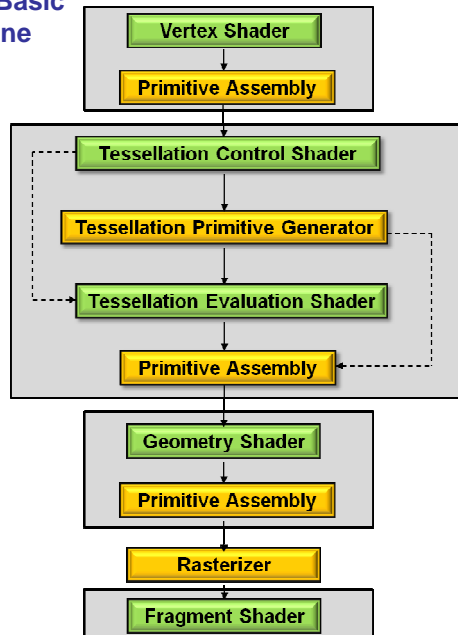 Basic
ne
Vertex Shader
Primitive Assembly
Tessellation Control Shader
Tessellation Primitive Generator
Tessellation Evaluation Shader
Primitive Assembly
Geometry Shader
Primitive Assembly
Rasterizer
Fragment Shader